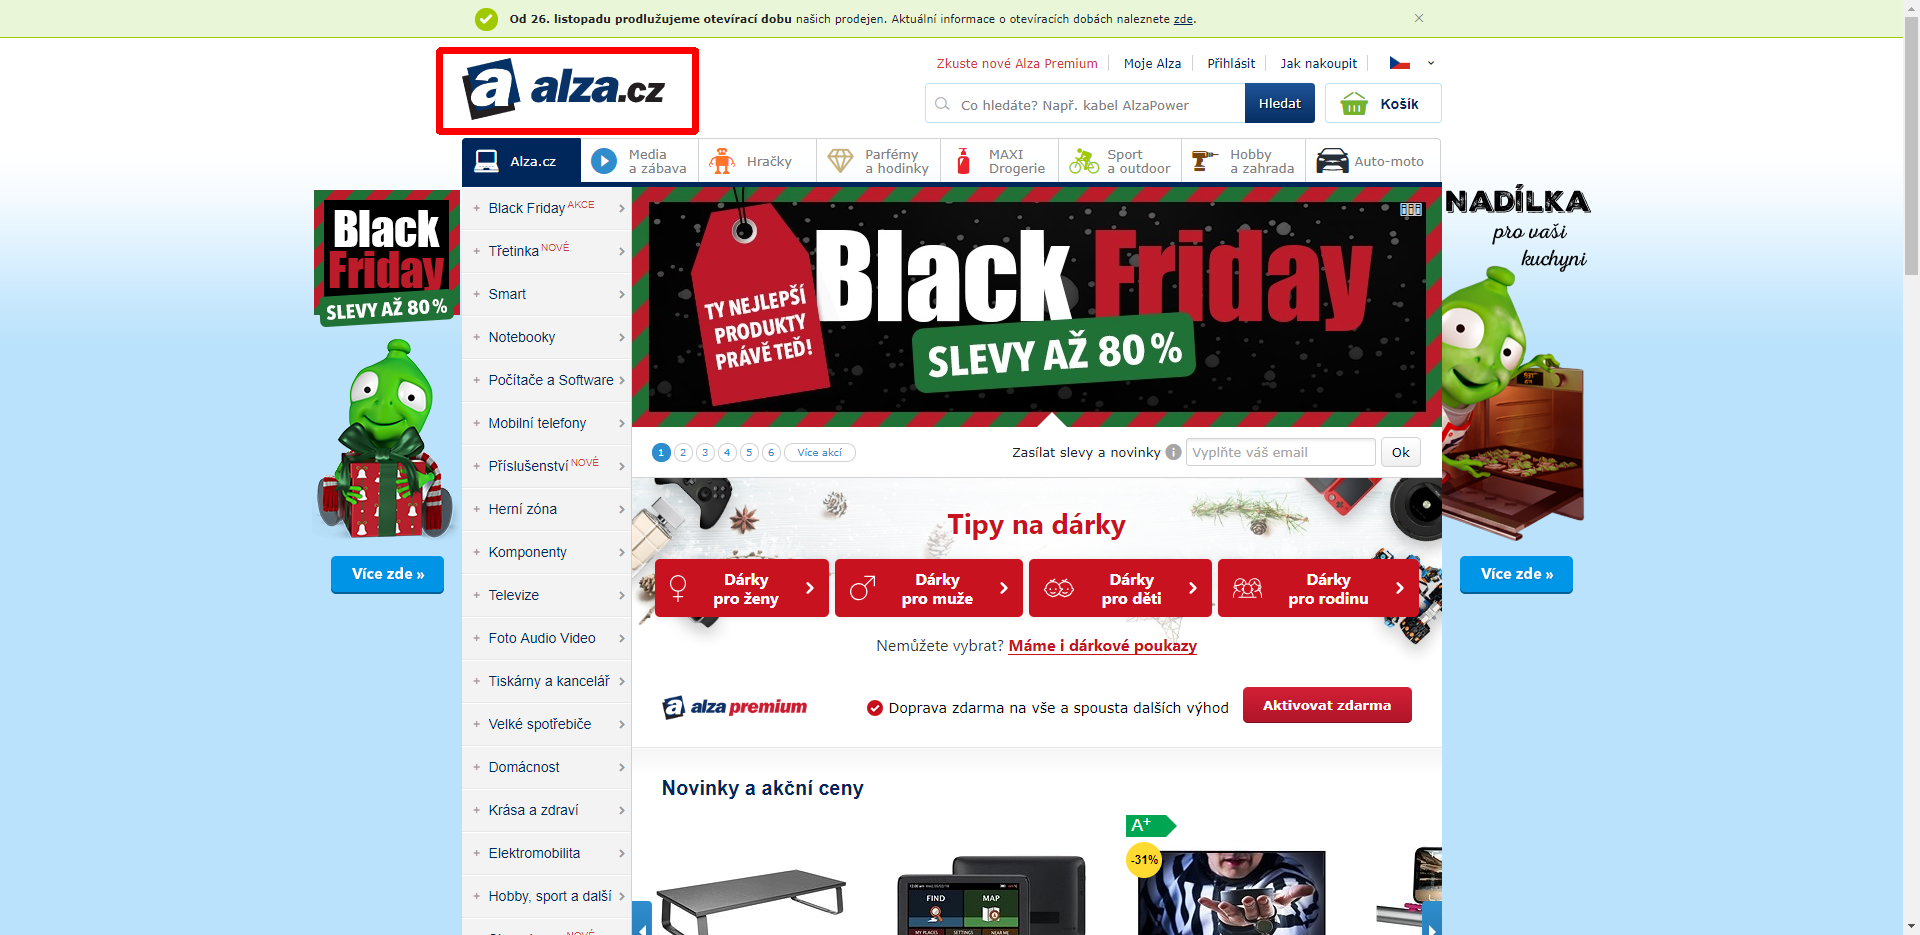 Od 26. listopadu prodlužujeme otevírací dobu našich prodejen. Aktuální informace o otevíracích dobách naleznete zde.
a alza.cz
Zkuste nové Alza Premium
Moje Alza
Přihlásit
Jak nakoupit
Co hledáte? Např. kabel AlzaPower
Hledat
Košík
Alza.cz
Media
a zábava
Hračky
Parfémy
a hodinky
MAXI
Drogerie
Sport
a outdoor
Hobby
a zahrada
Auto-moto
Black
Friday
SLEVY AŽ 80%
Více zde »
Black Friday AKCE
Třetinka NOVÉ
Smart
Notebooky
Počítače a Software
Mobilní telefony
Příslušenství NOVÉ
Herní zóna
Komponenty
Televize
Foto Audio Video
Tiskárny a kancelář
Velké spotřebiče
Domácnost
Krása a zdraví
Elektromobilita
Hobby, sport a další
NOVÉ
TY NEJLEPŠÍ
PRODUKTY
PRÁVĚ TEĎ!
Black Friday
SLEVY AŽ 80%
1 2 3 4 5 6 Více akcí
Zasílat slevy a novinky i Vyplňte váš email Ok
Tipy na dárky
Dárky
pro ženy
Dárky
pro muže
Dárky
pro děti
Dárky
pro rodinu
Nemůžete vybrat? Máme i dárkové poukazy
a alza premium
Doprava zdarma na vše a spousta dalších výhod
Aktivovat zdarma
Novinky a akční ceny
FIND
MAP
MY PLACES
SETTINGS
NEAR ME
A+
-31%
NADÍLKA
pro vaši
kuchyni
Více zde »